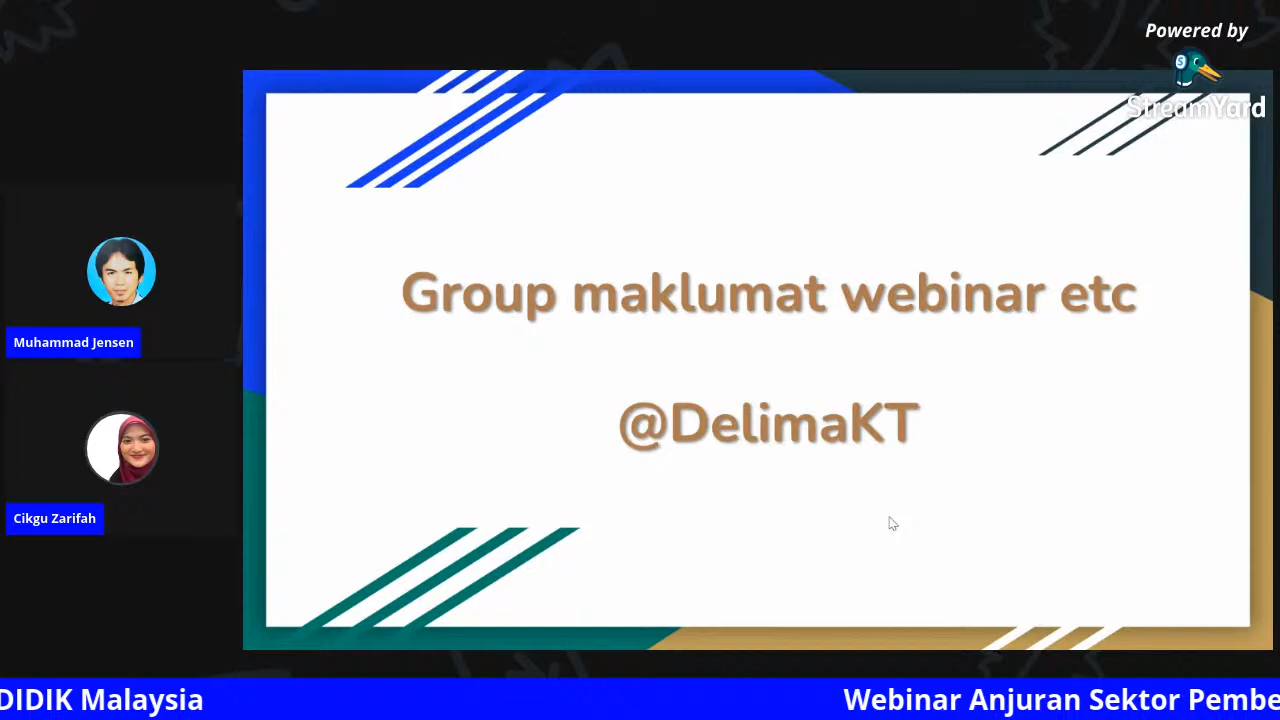 Powered by
StreamYard
Group maklumat webinar etc
@DelimaKT
Muhammad Jensen
Cikgu Zarifah
DIDIK Malaysia
Webinar Anjuran Sektor Pembe